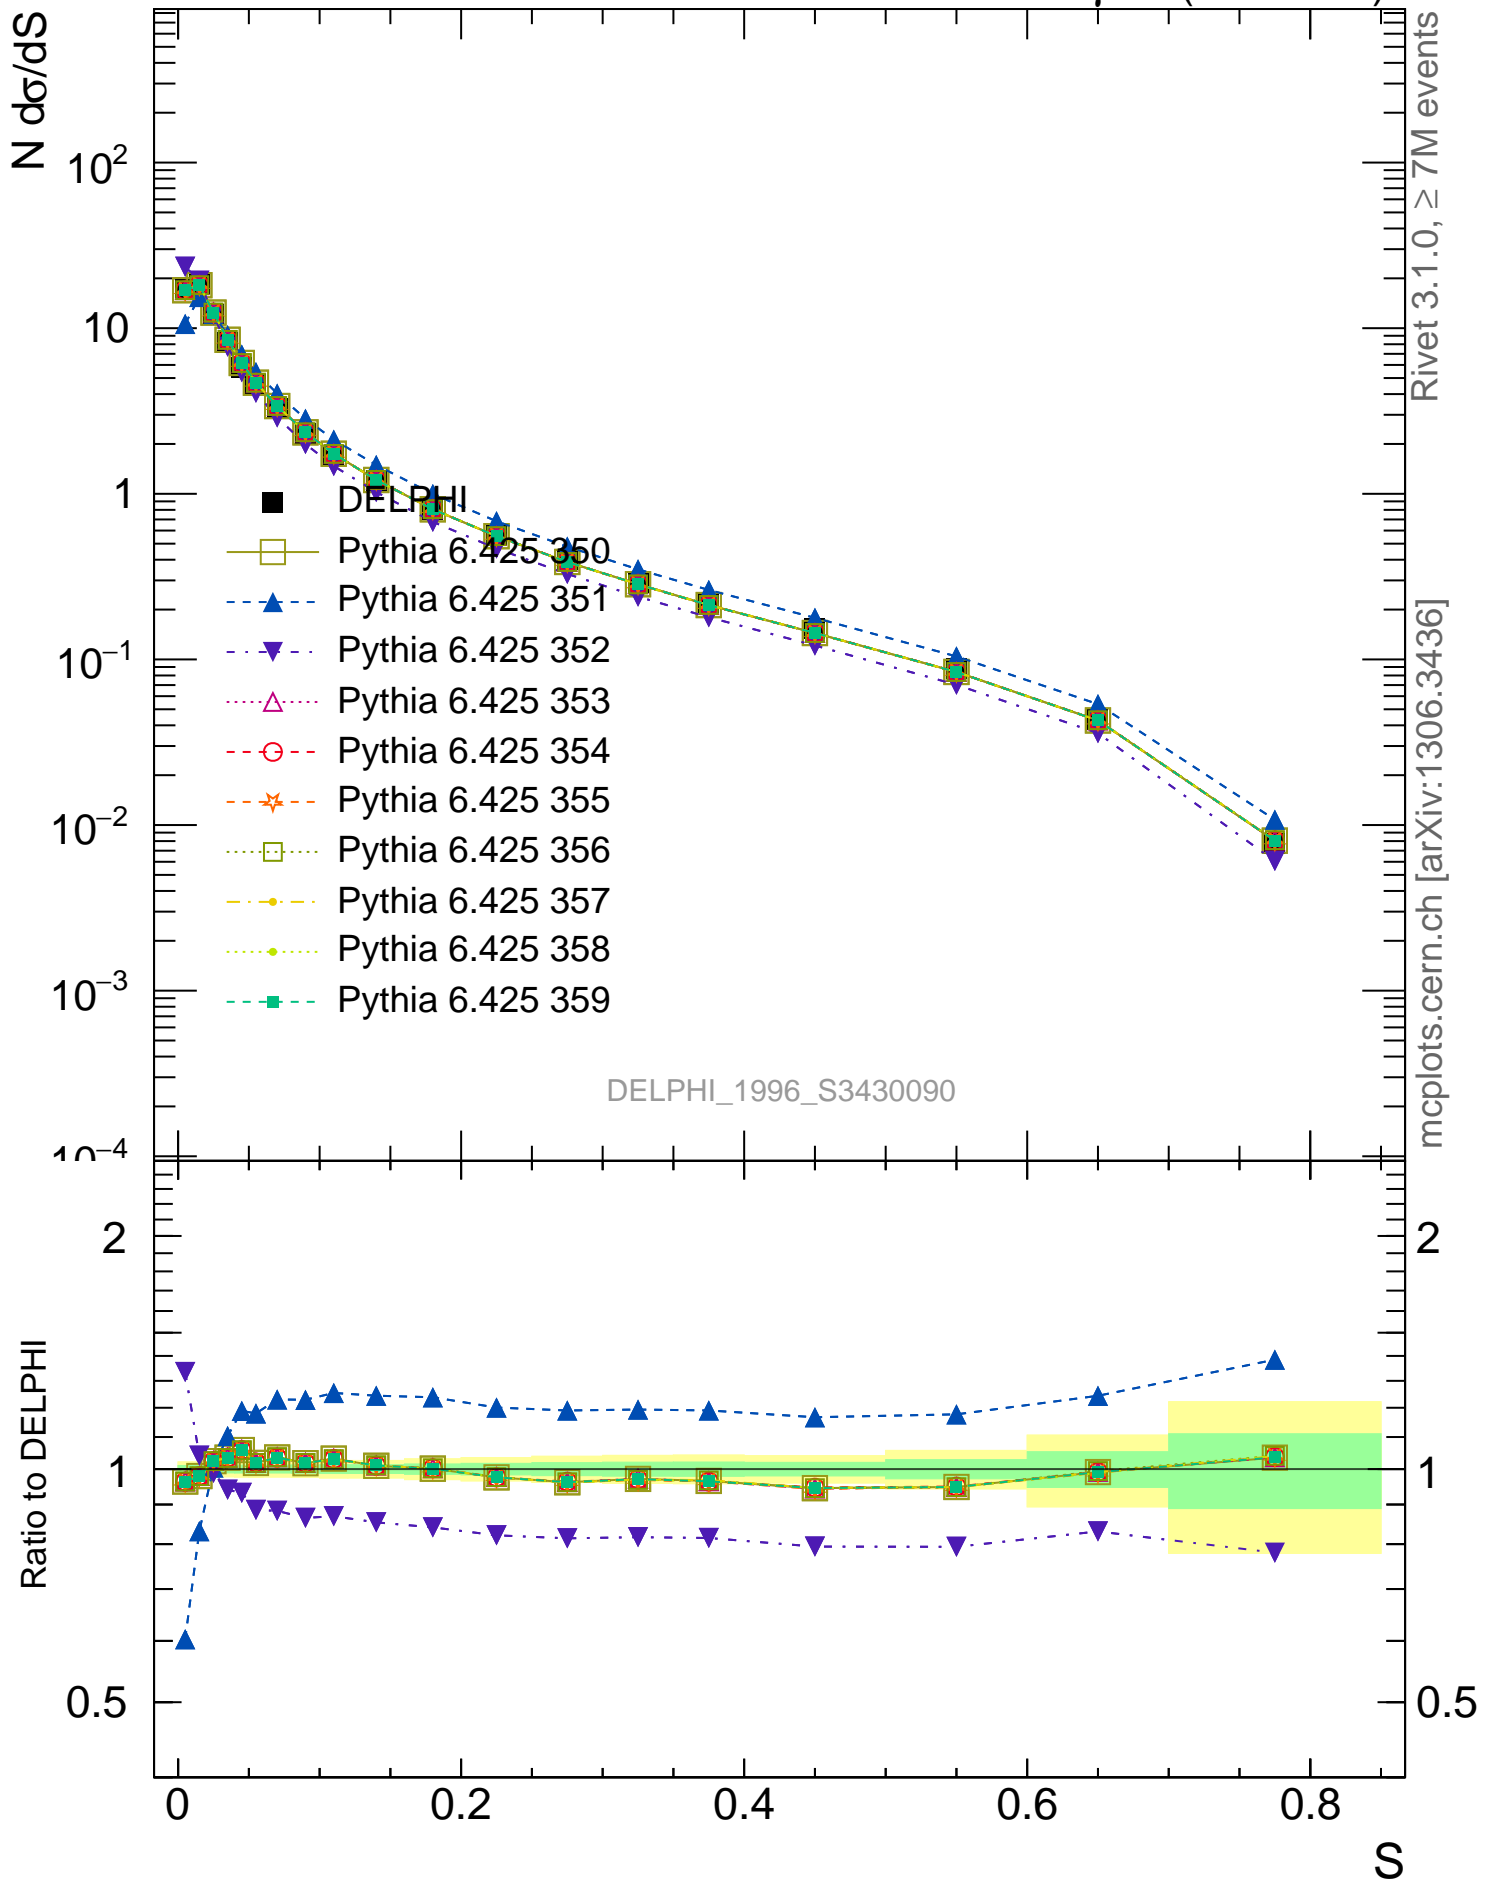 N dσ/dS
10²
10
1
10⁻¹
10⁻²
10⁻³
10⁻⁴
DELPHI
Pythia 6.425 350
Pythia 6.425 351
Pythia 6.425 352
Pythia 6.425 353
Pythia 6.425 354
Pythia 6.425 355
Pythia 6.425 356
Pythia 6.425 357
Pythia 6.425 358
Pythia 6.425 359
DELPHI_1996_S3430090
Rivet 3.1.0, ≥ 7M events
mcplots.cern.ch [arXiv:1306.3436]
Ratio to DELPHI
2
1
0.5
2
1
0.5
0
0.2
0.4
0.6
0.8
S